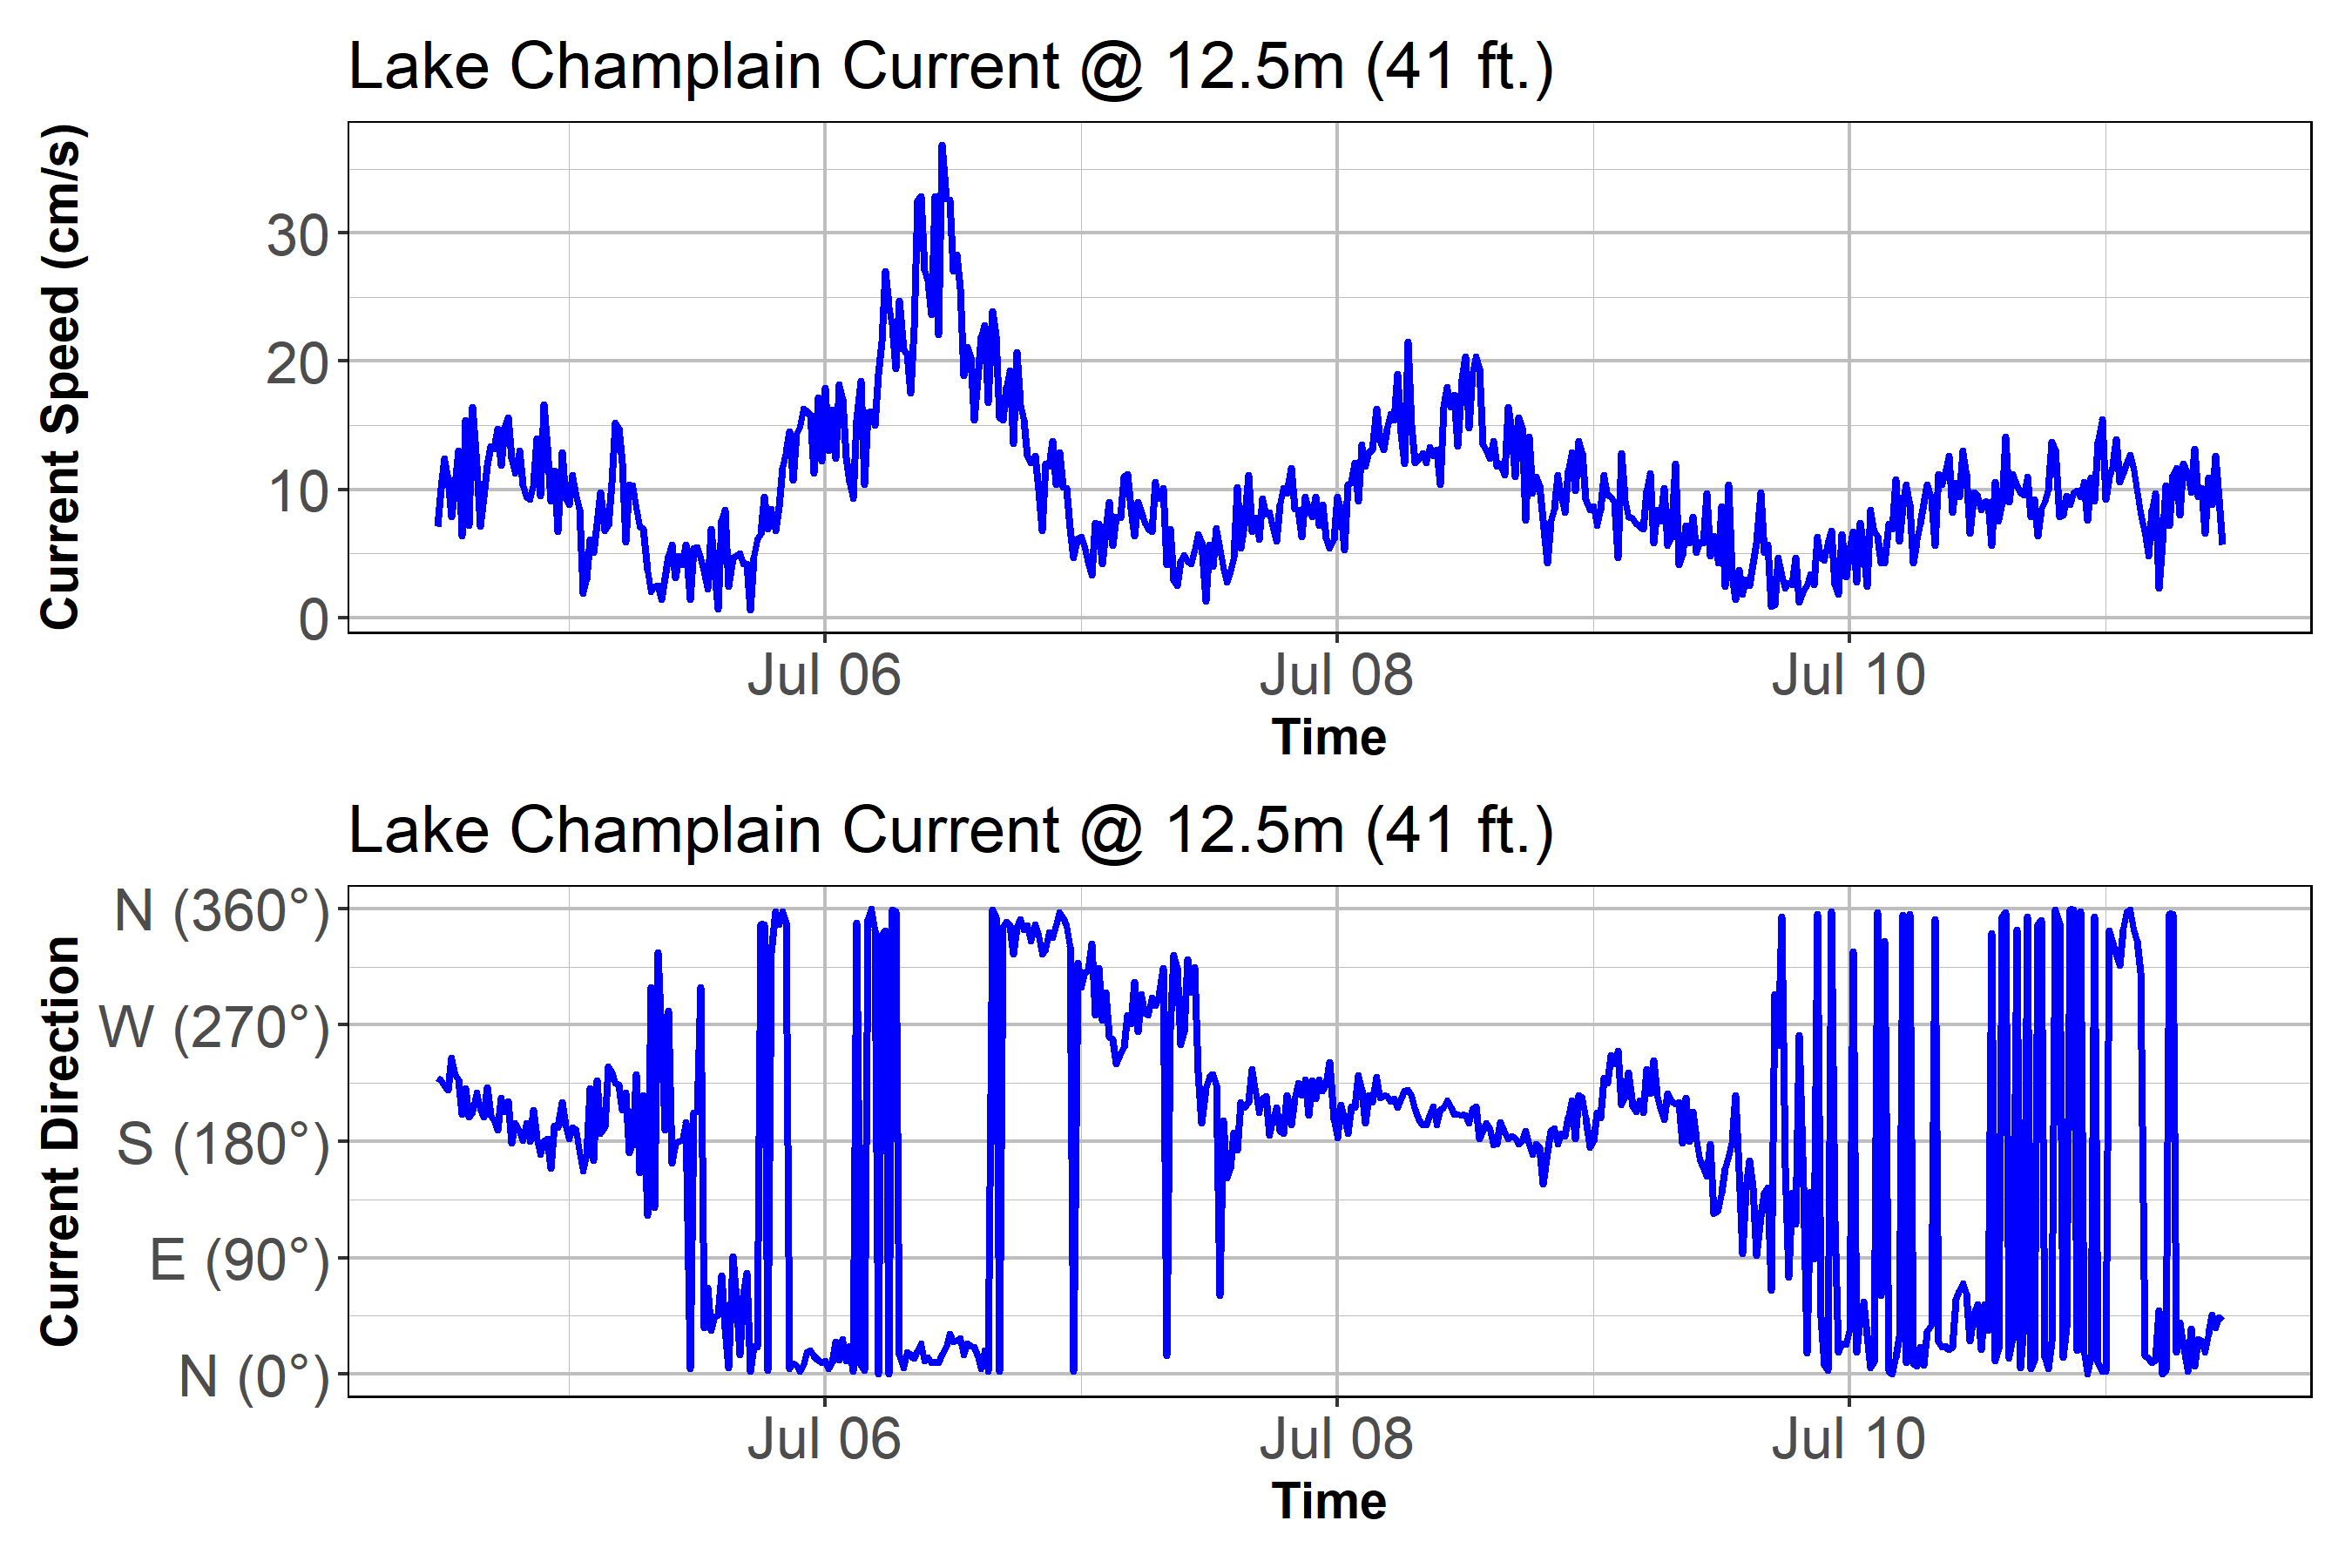 Lake Champlain Current @ 12.5m (41 ft.)
Current Speed (cm/s)
30
20
10
0
Jul 06
Jul 08
Jul 10
Time
Lake Champlain Current @ 12.5m (41 ft.)
Current Direction
N (360°)
W (270°)
S (180°)
E (90°)
N (0°)
Jul 06
Jul 08
Jul 10
Time